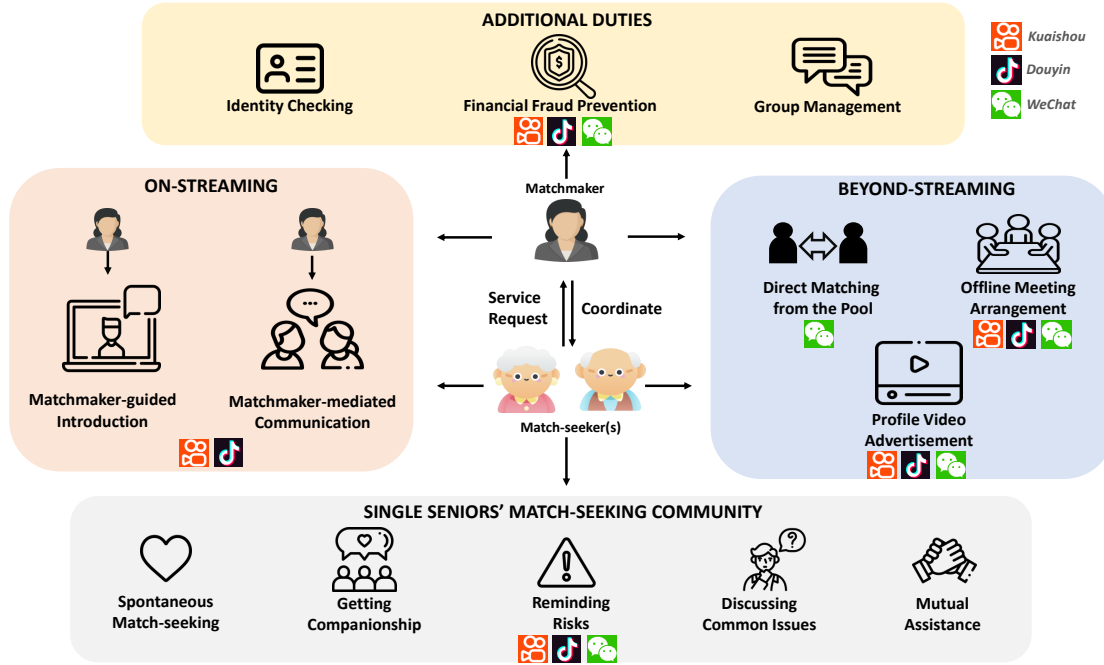 ADDITIONAL DUTIES
Identity Checking
Financial Fraud Prevention
Group Management
Kuaishou
Douyin
WeChat
ON-STREAMING
Matchmaker-guided
Introduction
Matchmaker-mediated
Communication
Matchmaker
Service
Request
Coordinate
Match-seeker(s)
BEYOND-STREAMING
Direct Matching
from the Pool
Offline Meeting
Arrangement
Profile Video
Advertisement
SINGLE SENIORS’ MATCH-SEEKING COMMUNITY
Spontaneous
Match-seeking
Getting
Companionship
Reminding
Risks
Discussing
Common Issues
Mutual
Assistance